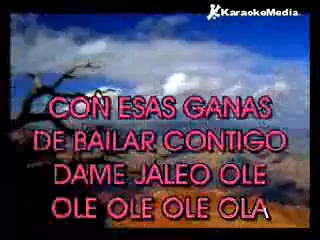 KaraokeMedia
CON ESAS GANAS
DE BAILAR CONTIGO
DAME JALEO OLE
OLE OLE OLE OLA